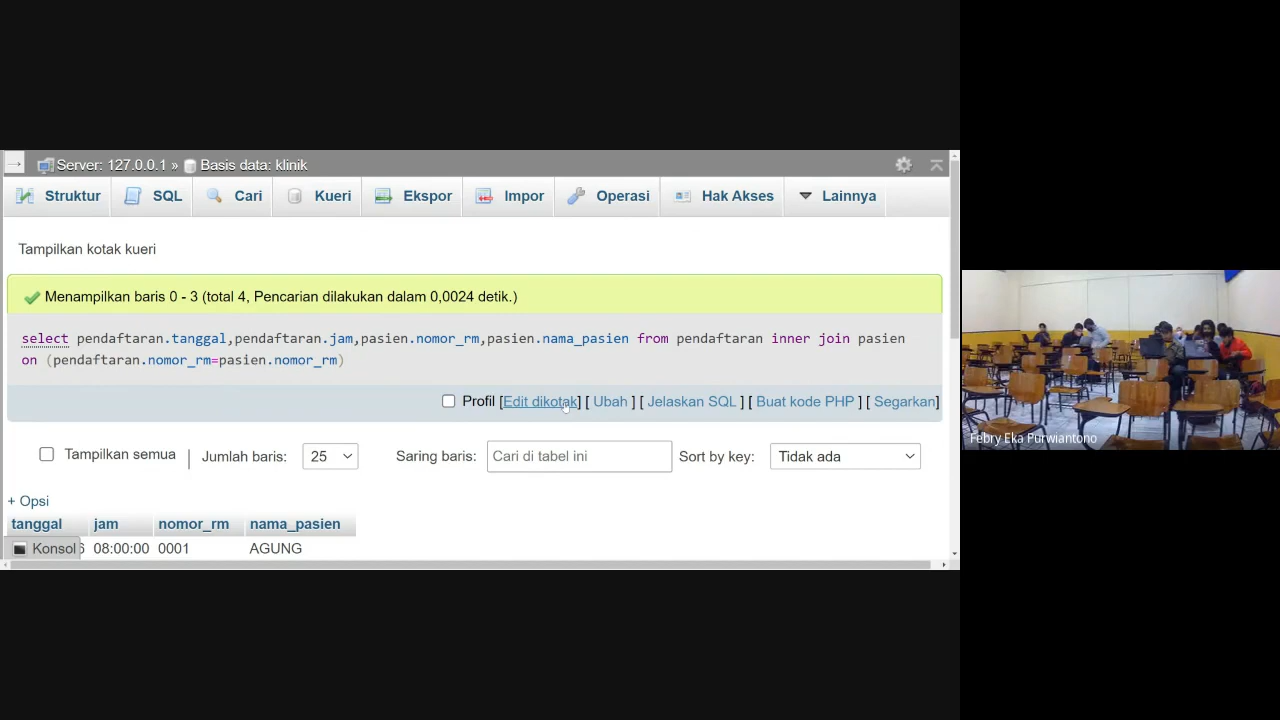 Server: 127.0.0.1 » Basis data: klinik
Struktur SQL Cari Kueri Ekspor Impor Operasi Hak Akses Lainnya
Tampilkan kotak kueri
Menampilkan baris 0 - 3 (total 4, Pencarian dilakukan dalam 0,0024 detik.)
select pendaftaran.tanggal,pendaftaran.jam,pasien.nomor_rm,pasien.nama_pasien from pendaftaran inner join pasien
on (pendaftaran.nomor_rm=pasien.nomor_rm)
Profil [Edit dikotak] [ Ubah ] [ Jelaskan SQL ] [ Buat kode PHP ] [ Segarkan]
Tampilkan semua Jumlah baris: 25 Saring baris: Cari di tabel ini Sort by key: Tidak ada
+ Opsi
tanggal jam nomor_rm nama_pasien
Konsol 6 08:00:00 0001 AGUNG
Febry Eka Purwiantono